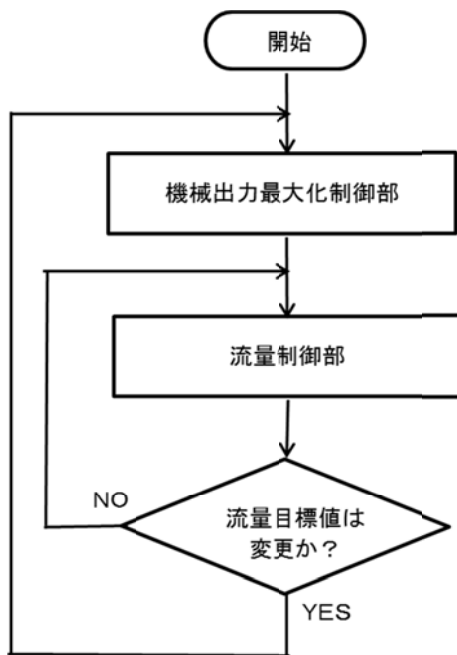 開始
機械出力最大化制御部
流量制御部
NO
流量目標値は
変更か？
YES